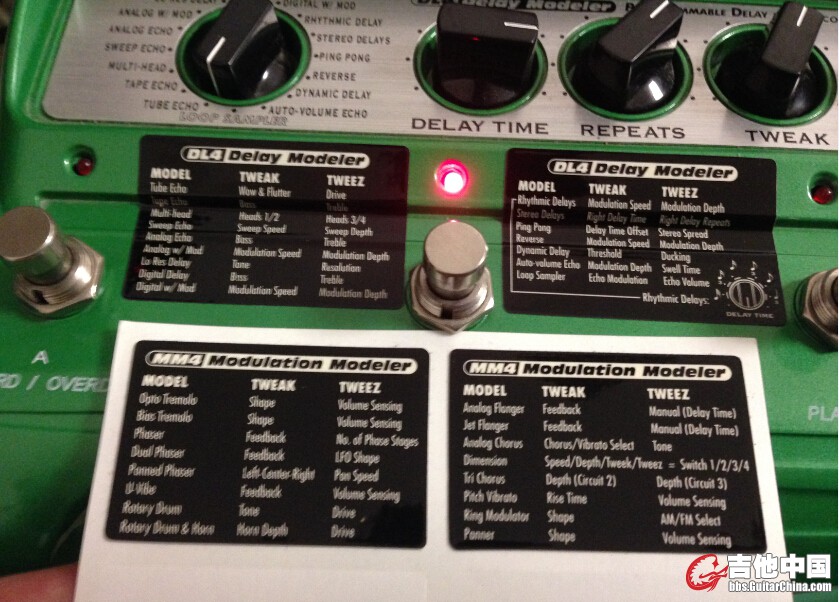 DIGITAL W/ MOD
ANALOG W/ MOD
RHYTHMIC DELAY
ANALOG ECHO
STEREO DELAYS
SWEEP ECHO
PING PONG
MULTI-HEAD
REVERSE
TAPE ECHO
DYNAMIC DELAY
TUBE ECHO
AUTO-VOLUME ECHO
LOOP SAMPLER
Delay Modeler
DELAY TIME
REPEATS
TWEAK
DL4 Delay Modeler
MODEL TWEAK TWEEZ
Tube Echo Wow & Flutter Drive
Tape Echo Bass Treble
Multi-head Heads 1/2 Heads 3/4
Sweep Echo Sweep Speed Sweep Depth
Analog Echo Bass Treble
Analog w/ Mod Modulation Speed Modulation Depth
Lo Res Delay Tone Resolution
Digital Delay Bass Treble
Digital w/ Mod Modulation Speed Modulation Depth
DL4 Delay Modeler
MODEL TWEAK TWEEZ
Rhythmic Delays Modulation Speed Modulation Depth
Stereo Delays Right Delay Time Right Delay Repeats
Ping Pong Delay Time Offset Stereo Spread
Reverse Modulation Speed Modulation Depth
Dynamic Delay Threshold Ducking
Auto-volume Echo Modulation Depth Swell Time
Loop Sampler Echo Modulation Echo Volume
Rhythmic Delays:
DELAY TIME
A
MM4 Modulation Modeler
MODEL TWEAK TWEEZ
Opto Tremolo Shape Volume Sensing
Bias Tremolo Shape Volume Sensing
Phaser Feedback No. of Phase Stages
Dual Phaser Feedback LFO Shape
Panned Phaser Left-Center-Right Pan Speed
U-Vibe Feedback Volume Sensing
Rotary Drum Tone Drive
Rotary Drum & Horn Horn Depth Drive
MM4 Modulation Modeler
MODEL TWEAK TWEEZ
Analog Flanger Feedback Manual (Delay Time)
Jet Flanger Feedback Manual (Delay Time)
Analog Chorus Chorus/Vibrato Select Tone
Dimension Speed/Depth/Tweek/Tweez = Switch 1/2/3/4
Tri Chorus Depth (Circuit 2) Depth (Circuit 3)
Pitch Vibrato Rise Time Volume Sensing
Ring Modulator Shape AM/FM Select
Panner Shape Volume Sensing
吉他中国
bbs.GuitarChina.com